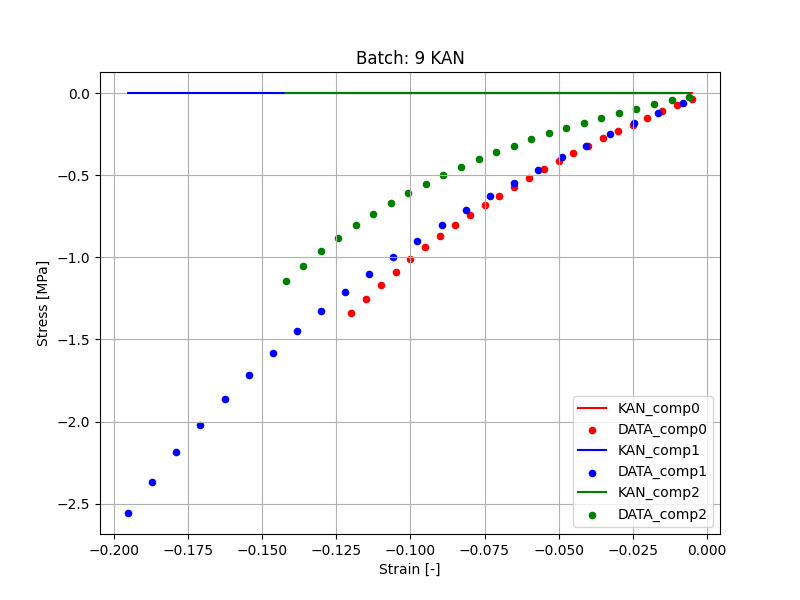 Batch: 9 KAN
0.0
−0.5
−1.0
−1.5
−2.0
−2.5
Stress [MPa]
KAN_comp0
DATA_comp0
KAN_comp1
DATA_comp1
KAN_comp2
DATA_comp2
−0.200 −0.175 −0.150 −0.125 −0.100 −0.075 −0.050 −0.025 0.000
Strain [-]